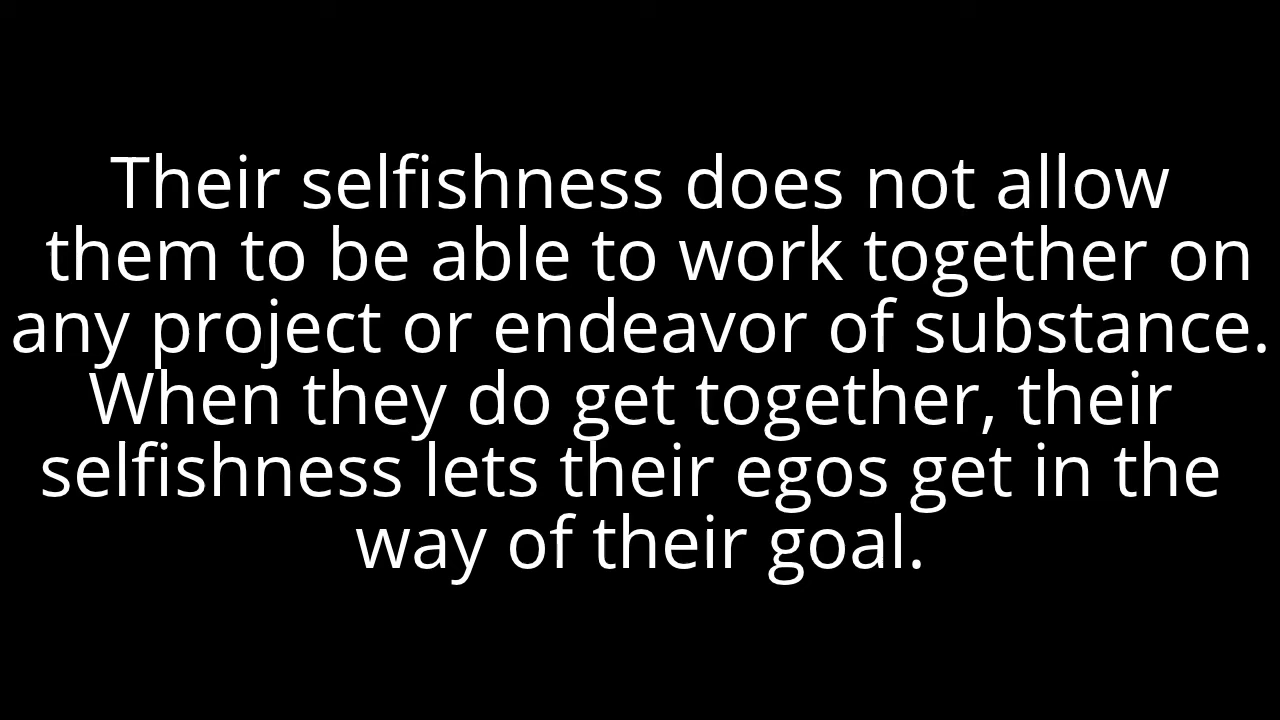 Their selfishness does not allow
them to be able to work together on
any project or endeavor of substance.
When they do get together, their
selfishness lets their egos get in the
way of their goal.